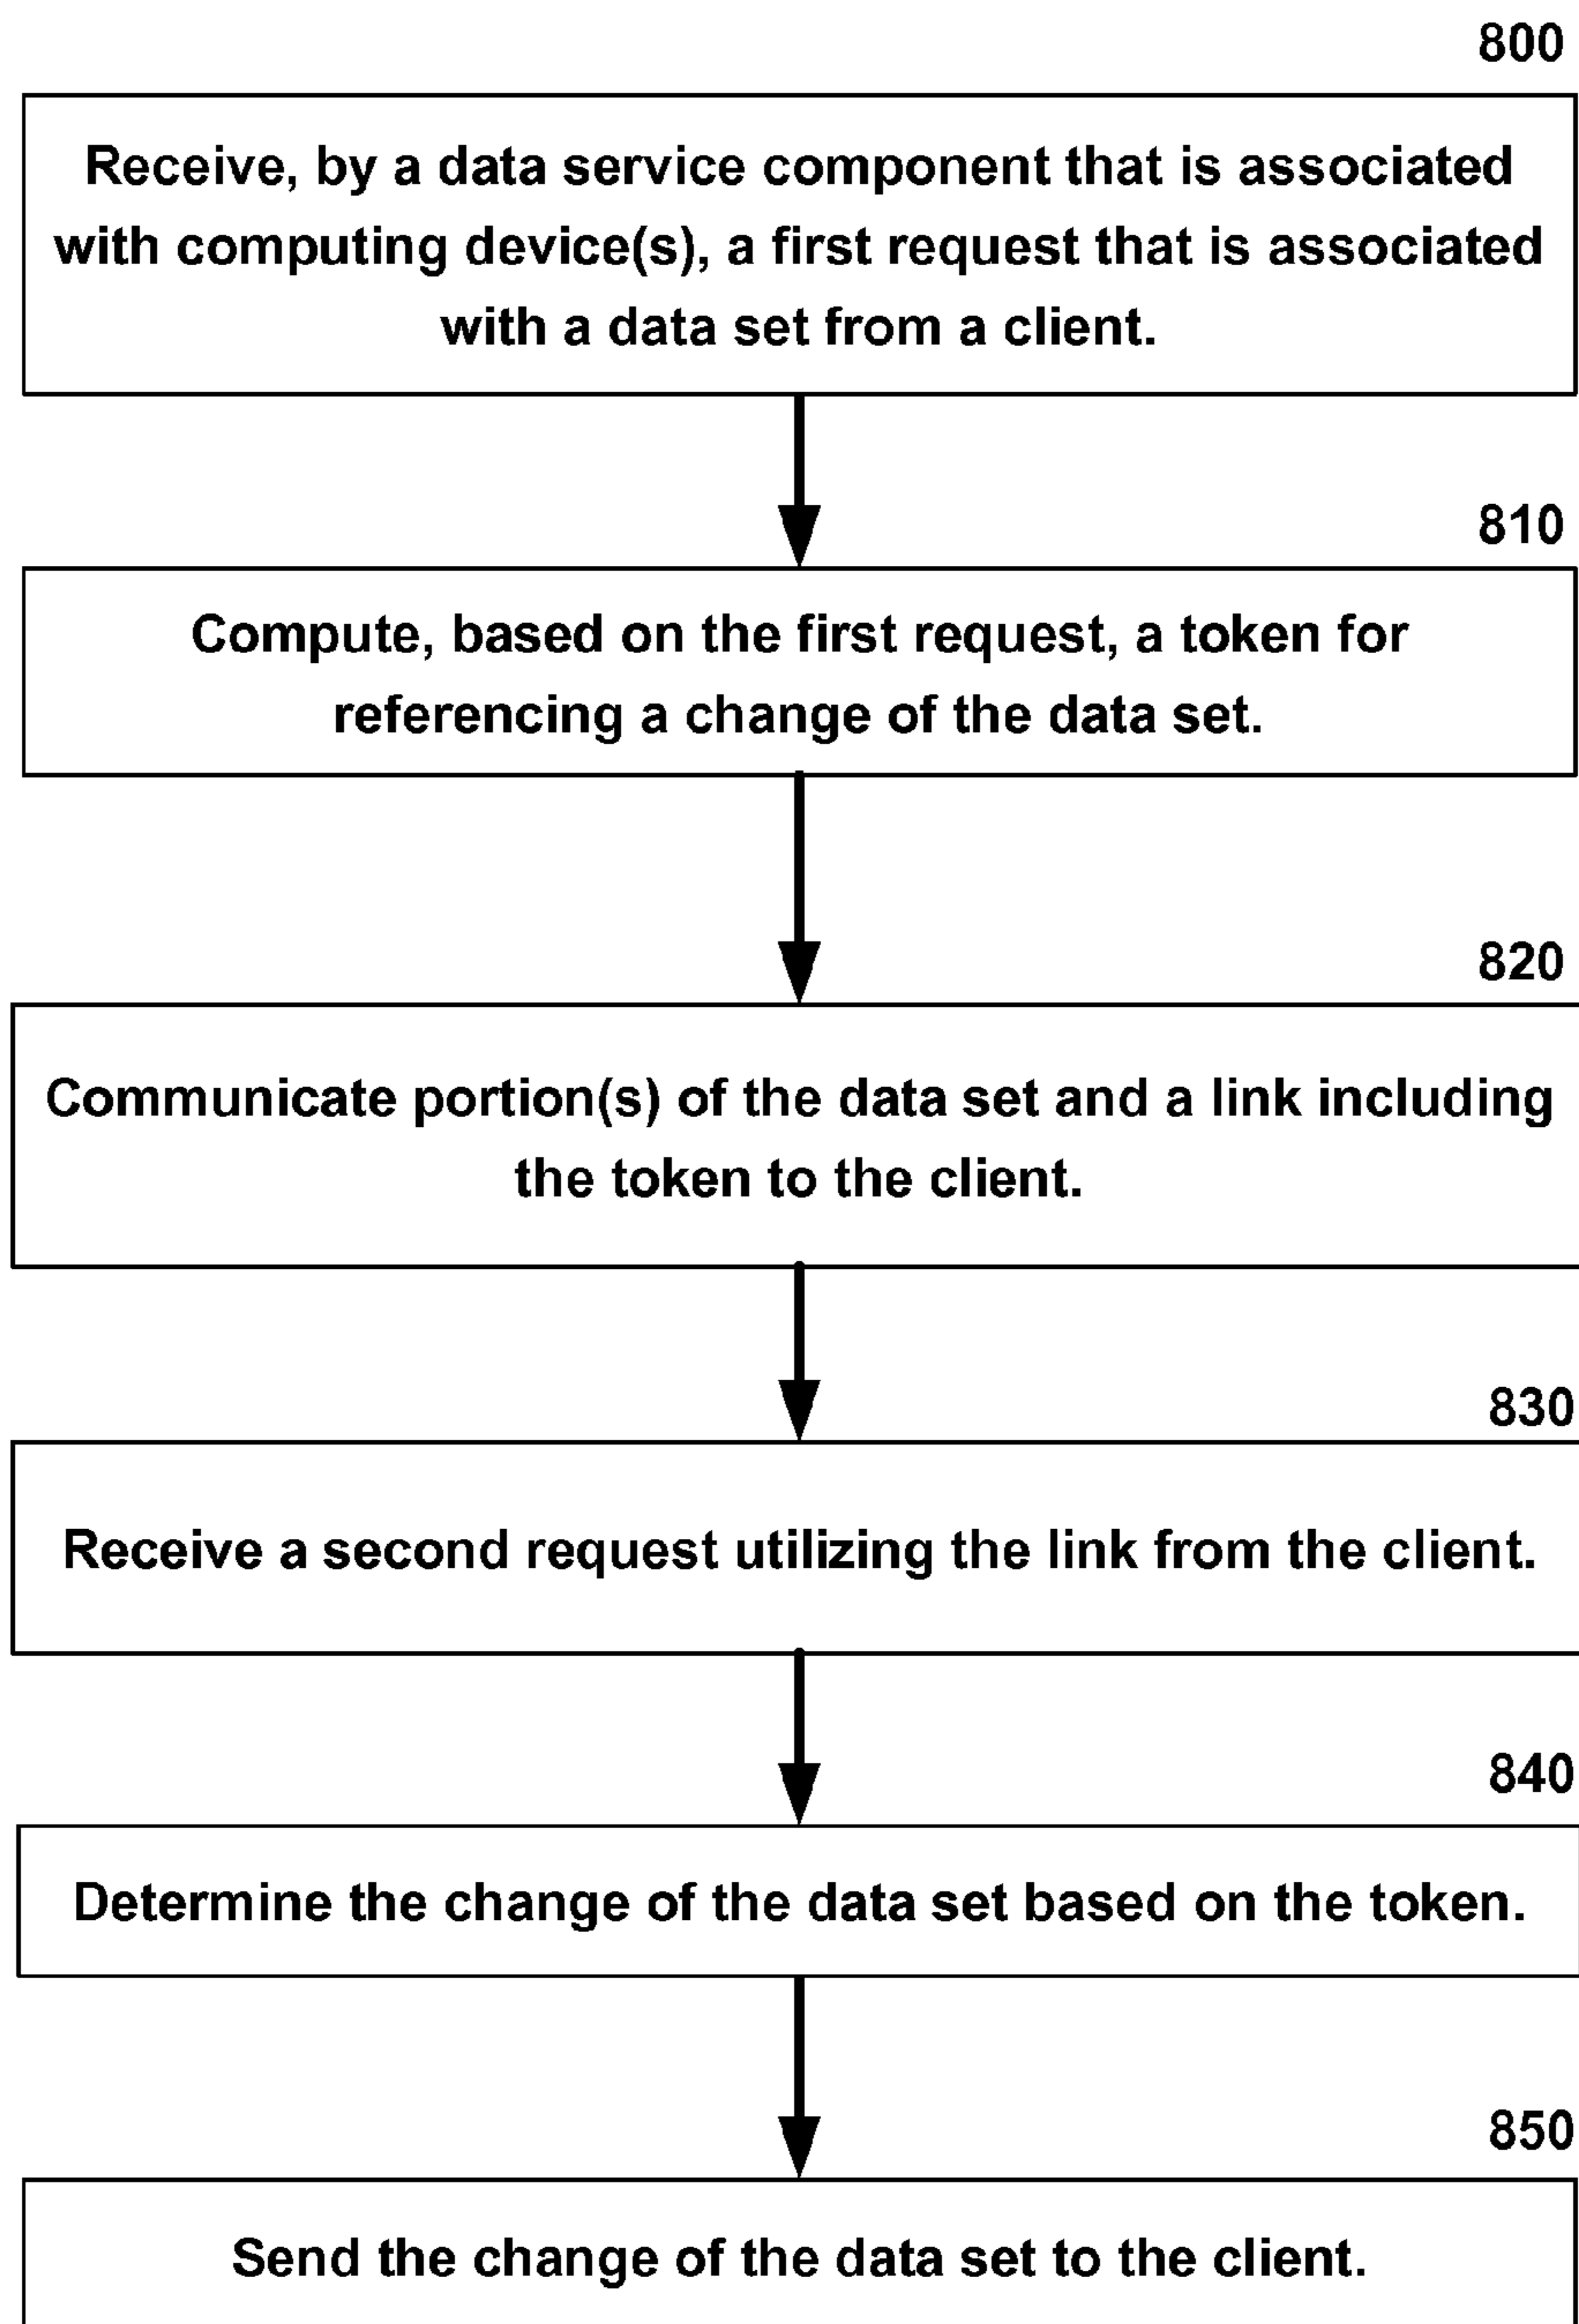 800
Receive, by a data service component that is associated
with computing device(s), a first request that is associated
with a data set from a client.
810
Compute, based on the first request, a token for
referencing a change of the data set.
820
Communicate portion(s) of the data set and a link including
the token to the client.
830
Receive a second request utilizing the link from the client.
840
Determine the change of the data set based on the token.
850
Send the change of the data set to the client.